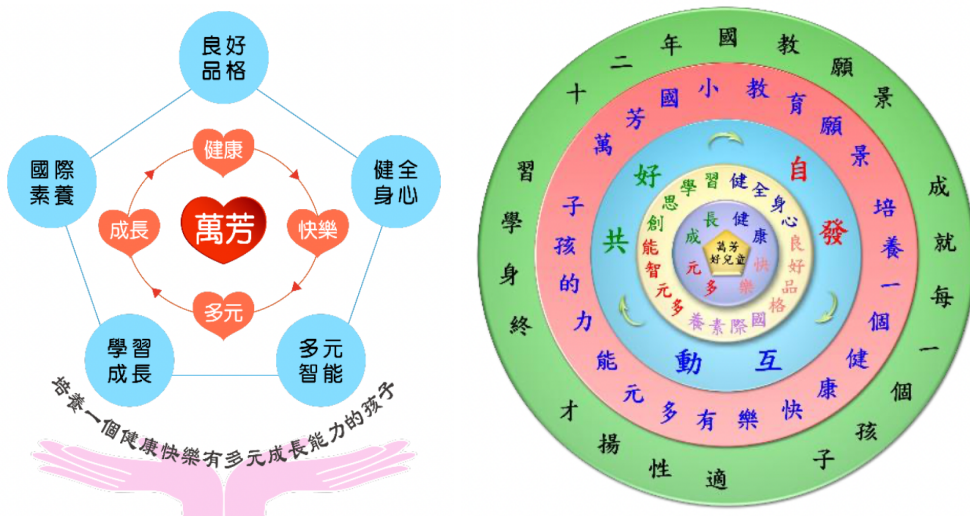 良好
品格
國際
素養
健全
身心
學習
成長
多元
智能
健康
快樂
多元
成長
萬芳
培養一個健康快樂有多元成長能力的孩子
十二年國教願景
成就每一個孩子
適性揚才
終身學習
萬芳國小教育願景
培養一個健康快樂有多元能力的孩子
自發
互動
共好
健全身心
良好品格
國際素養
多元智能
創思學習
健康
快樂
多元
成長
萬芳
好兒童